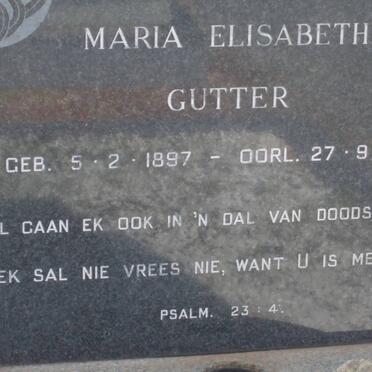 MARIA ELISABETH
GUTTER
GEB. 5 · 2 · 1897 – OORL. 27 · 9
L GAAN EK OOK IN 'N DAL VAN DOODS
EK SAL NIE VREES NIE, WANT U IS ME
PSALM. 23 : 4.